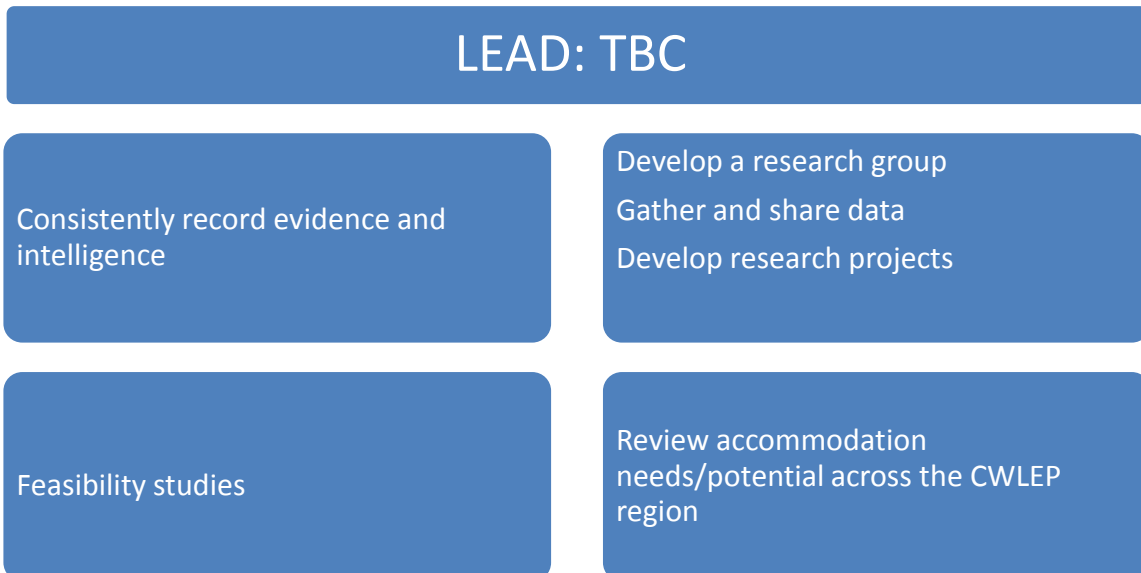 LEAD: TBC
Consistently record evidence and
intelligence
Develop a research group
Gather and share data
Develop research projects
Feasibility studies
Review accommodation
needs/potential across the CWLEP
region